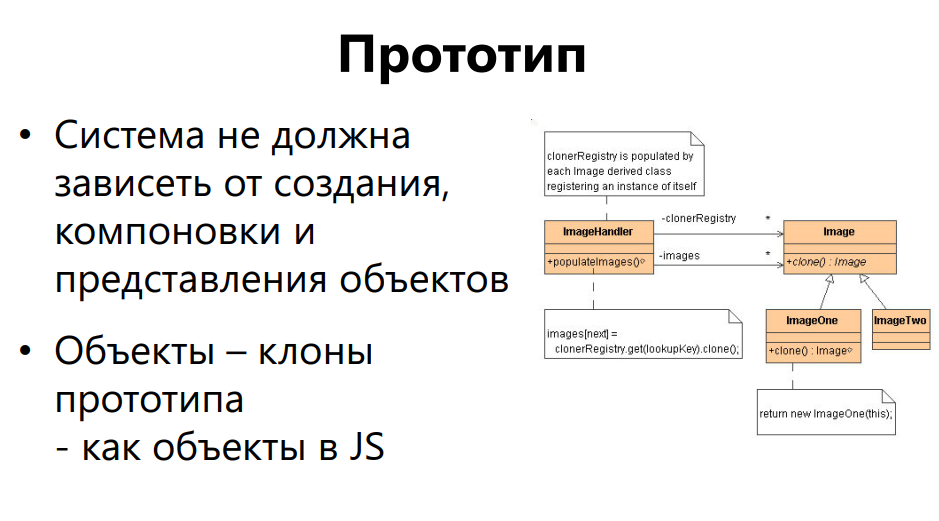 Прототип
• Система не должна
зависеть от создания,
компоновки и
представления объектов
• Объекты – клоны
прототипа
- как объекты в JS
clonerRegistry is populated by
each Image derived class
registering an instance of itself
ImageHandler
+populateImages()
-clonerRegistry *
-images *
Image
+clone() : Image
images[next] =
clonerRegistry.get(lookupKey).clone();
ImageOne
+clone() : Image
ImageTwo
return new ImageOne(this);